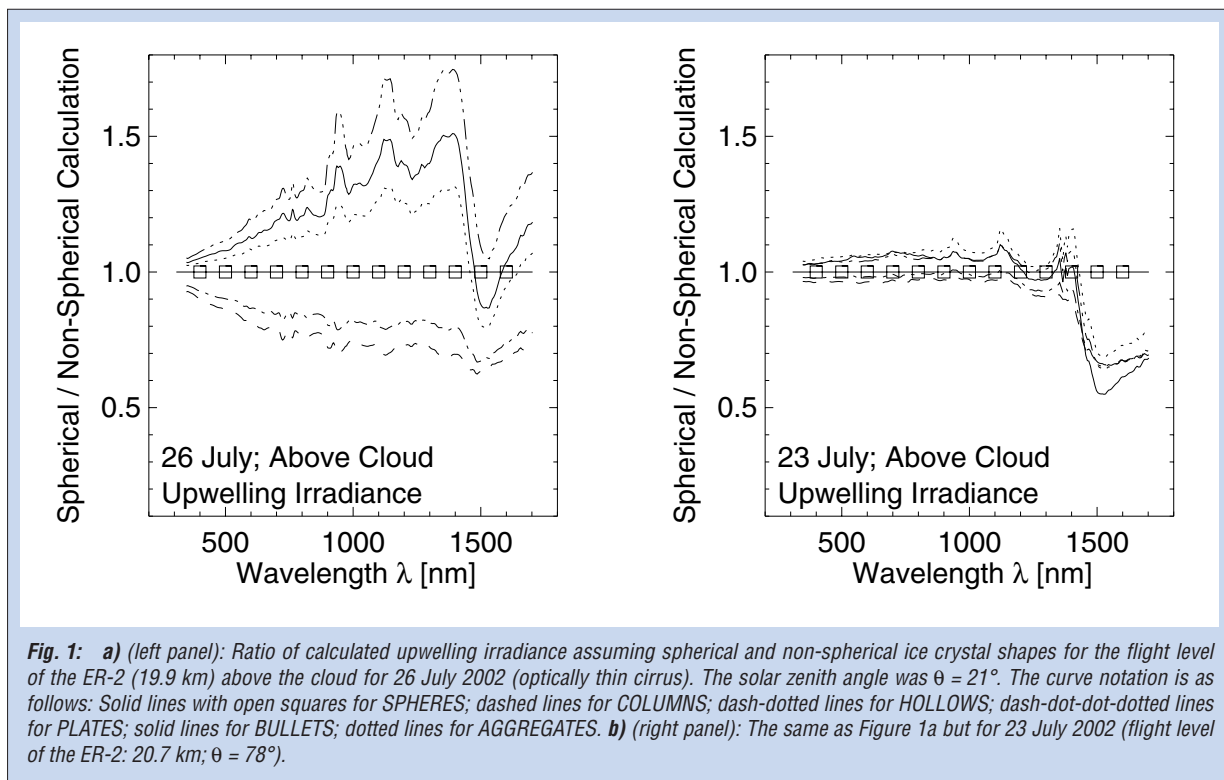 Spherical / Non-Spherical Calculation
1.5
1.0
0.5
26 July; Above Cloud
Upwelling Irradiance
500 1000 1500
Wavelength λ [nm]
Spherical / Non-Spherical Calculation
1.5
1.0
0.5
23 July; Above Cloud
Upwelling Irradiance
500 1000 1500
Wavelength λ [nm]
Fig. 1: a) (left panel): Ratio of calculated upwelling irradiance assuming spherical and non-spherical ice crystal shapes for the flight level
of the ER-2 (19.9 km) above the cloud for 26 July 2002 (optically thin cirrus). The solar zenith angle was θ = 21°. The curve notation is as
follows: Solid lines with open squares for SPHERES; dashed lines for COLUMNS; dash-dotted lines for HOLLOWS; dash-dot-dot-dotted lines
for PLATES; solid lines for BULLETS; dotted lines for AGGREGATES. b) (right panel): The same as Figure 1a but for 23 July 2002 (flight level
of the ER-2: 20.7 km; θ = 78°).